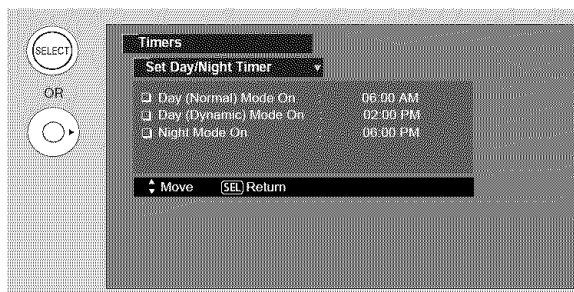 SELECT
OR
Timers
Set Day/Night Timer
Day (Normal) Mode On : 06:00 AM
Day (Dynamic) Mode On : 02:00 PM
Night Mode On : 06:00 PM
Move SEL Return